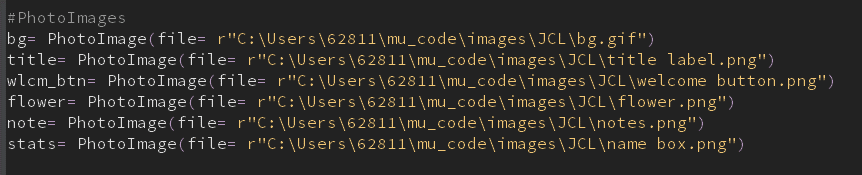 #PhotoImages
bg= PhotoImage(file= r"C:\Users\62811\mu_code\images\JCL\bg.gif")
title= PhotoImage(file= r"C:\Users\62811\mu_code\images\JCL\title label.png")
wlcm_btn= PhotoImage(file= r"C:\Users\62811\mu_code\images\JCL\welcome button.png")
flower= PhotoImage(file= r"C:\Users\62811\mu_code\images\JCL\flower.png")
note= PhotoImage(file= r"C:\Users\62811\mu_code\images\JCL\notes.png")
stats= PhotoImage(file= r"C:\Users\62811\mu_code\images\JCL\name box.png")